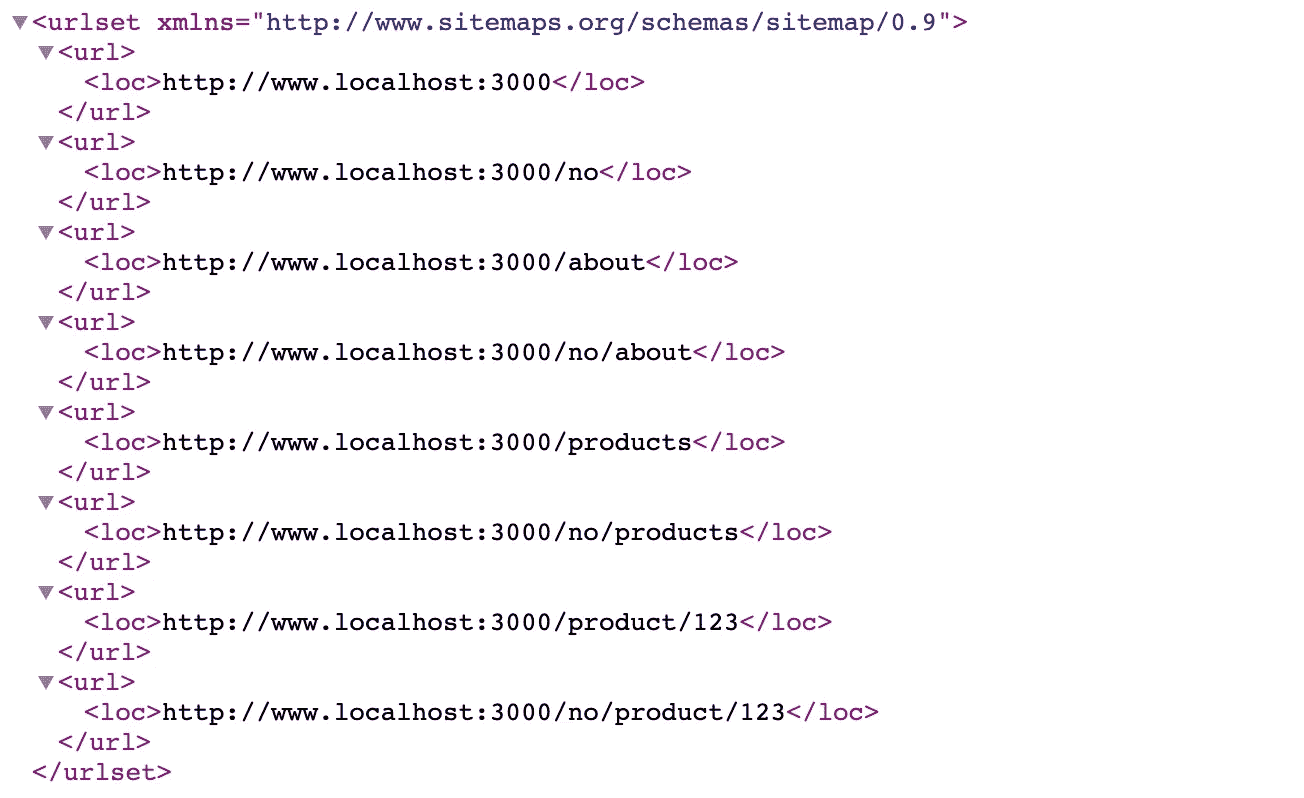 ▼<urlset xmlns="http://www.sitemaps.org/schemas/sitemap/0.9">
▼<url>
<loc>http://www.localhost:3000</loc>
</url>
▼<url>
<loc>http://www.localhost:3000/no</loc>
</url>
▼<url>
<loc>http://www.localhost:3000/about</loc>
</url>
▼<url>
<loc>http://www.localhost:3000/no/about</loc>
</url>
▼<url>
<loc>http://www.localhost:3000/products</loc>
</url>
▼<url>
<loc>http://www.localhost:3000/no/products</loc>
</url>
▼<url>
<loc>http://www.localhost:3000/product/123</loc>
</url>
▼<url>
<loc>http://www.localhost:3000/no/product/123</loc>
</url>
</urlset>